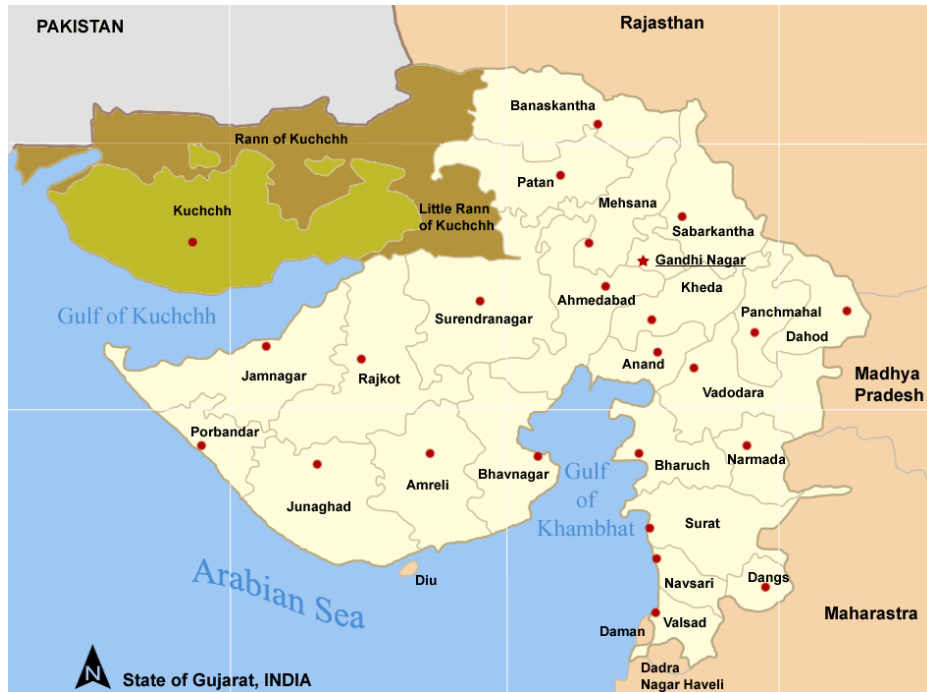 PAKISTAN
Rajasthan
Banaskantha
Rann of Kuchchh
Patan
Mehsana
Kuchchh
Little Rann
of Kuchchh
Sabarkantha
Gandhi Nagar
Kheda
Ahmedabad
Gulf of Kuchchh
Surendranagar
Panchmahal
Dahod
Jamnagar
Rajkot
Anand
Vadodara
Madhya
Pradesh
Porbandar
Junaghad
Amreli
Bhavnagar
Gulf
of
Khambhat
Bharuch
Narmada
Surat
Arabian Sea
Diu
Navsari
Dangs
Maharastra
Valsad
Daman
Dadra
Nagar Haveli
N
State of Gujarat, INDIA